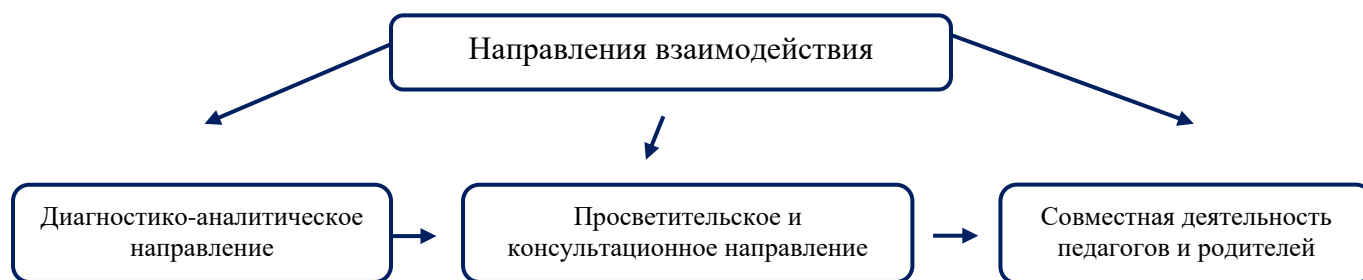 Направления взаимодействия
Диагностико-аналитическое
направление
Просветительское и
консультационное направление
Совместная деятельность
педагогов и родителей